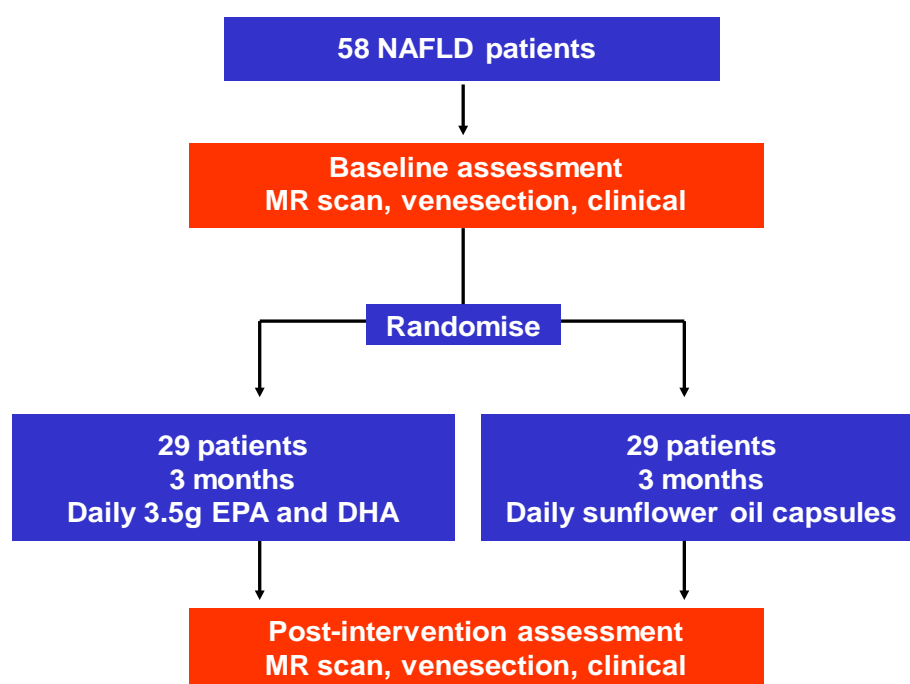 58 NAFLD patients
Baseline assessment
MR scan, venesection, clinical
Randomise
29 patients
3 months
Daily 3.5g EPA and DHA
29 patients
3 months
Daily sunflower oil capsules
Post-intervention assessment
MR scan, venesection, clinical